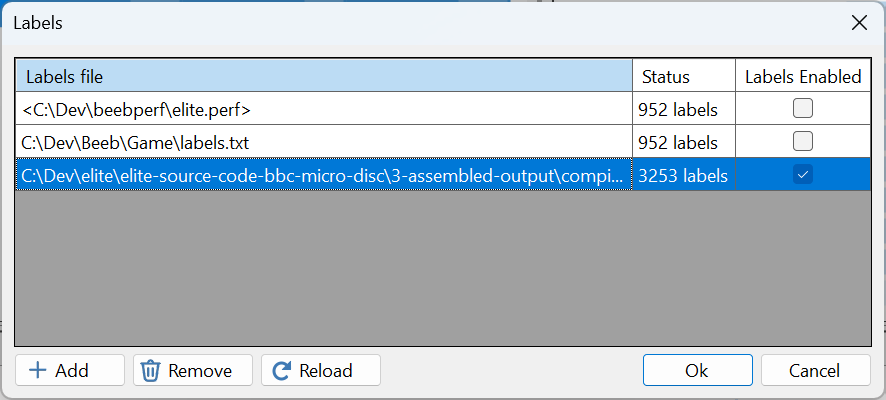 Labels
Labels file Status Labels Enabled
<C:\Dev\beebperf\elite.perf> 952 labels
C:\Dev\Beeb\Game\labels.txt 952 labels
C:\Dev\elite\elite-source-code-bbc-micro-disc\3-assembled-output\compi... 3253 labels
Add Remove Reload Ok Cancel